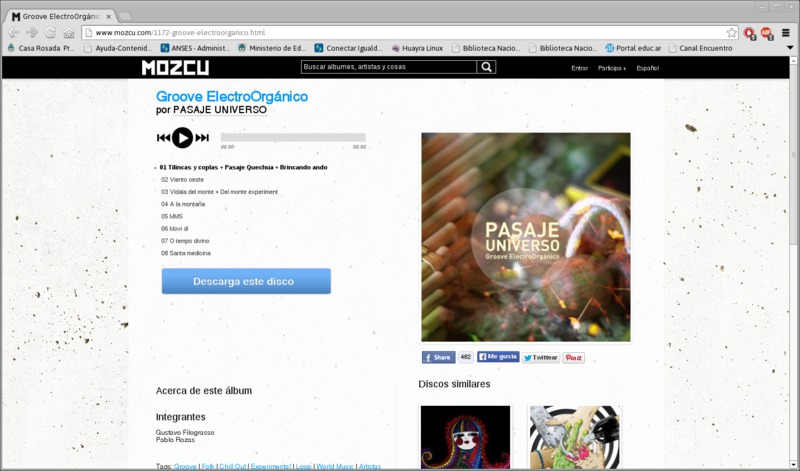 Groove ElectroOrgánic
www.mozcu.com/1172-groove-electroorganico.html
Casa Rosada. Pr... Ayuda-Contenid... ANSES - Administ... Ministerio de Ed... Conectar Iguald... Huayra Linux Biblioteca Nacio... Biblioteca Nacio... Portal educ.ar Canal Encuentro
MOZCU Buscar albumes, artistas y cosas Entrar Participa + Español
Groove ElectroOrgánico
por PASAJE UNIVERSO
00:00 00:00
01 Tilincas y coplas + Pasaje Quechua + Brincando ando
02 Viento oeste
03 Vidala del monte + Del monte experiment
04 A la montaña
05 MMS
06 Movi di
07 O tempo divino
08 Santa medicina
Descarga este disco
PASAJE
UNIVERSO
Groove ElectroOrgánico
Share 482 Me gusta Twittear Pin it
Acerca de este álbum
Integrantes
Gustavo Filograsso
Pablo Rozas
Tags: Groove | Folk | Chill Out | Experimental | Loop | World Music | Artistas
Discos similares